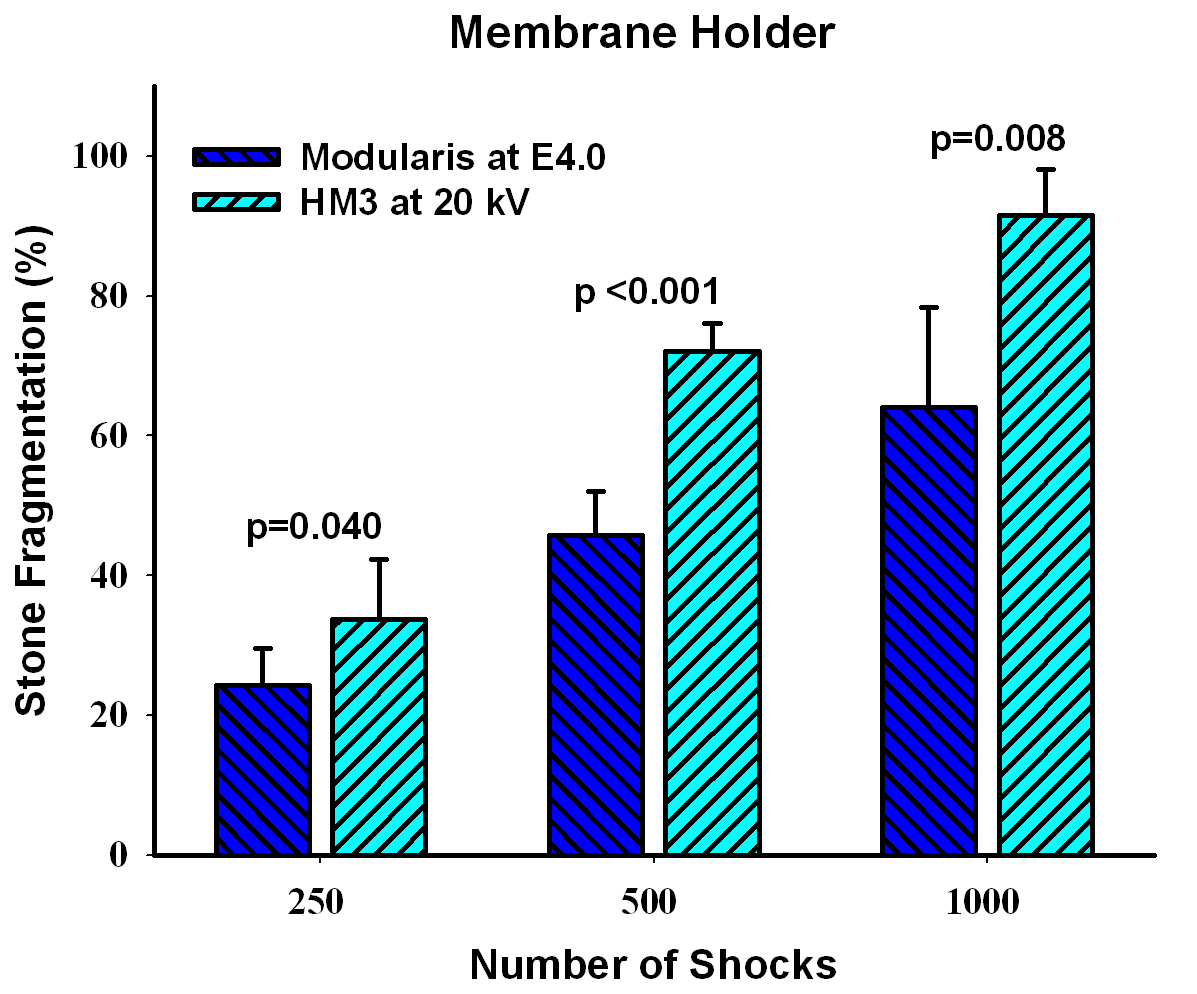 Membrane Holder
Modularis at E4.0
HM3 at 20 kV
p=0.040
p <0.001
p=0.008
Stone Fragmentation (%)
100
80
60
40
20
0
250
500
1000
Number of Shocks